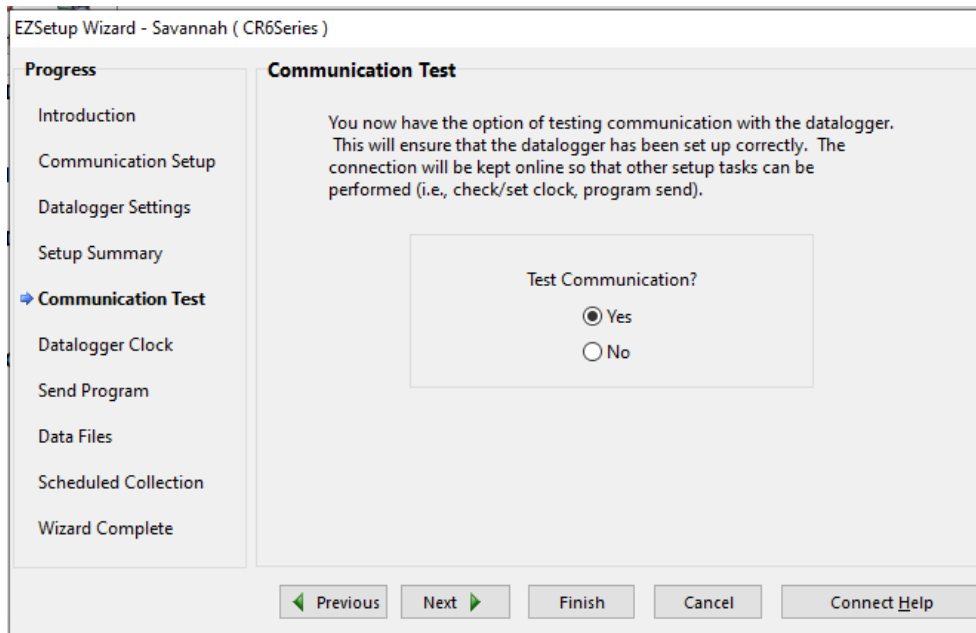 EZSetup Wizard - Savannah ( CR6Series )
Progress
Introduction
Communication Setup
Datalogger Settings
Setup Summary
Communication Test
Datalogger Clock
Send Program
Data Files
Scheduled Collection
Wizard Complete
Communication Test
You now have the option of testing communication with the datalogger.
This will ensure that the datalogger has been set up correctly. The
connection will be kept online so that other setup tasks can be
performed (i.e., check/set clock, program send).
Test Communication?
Yes
No
Previous Next Finish Cancel Connect Help